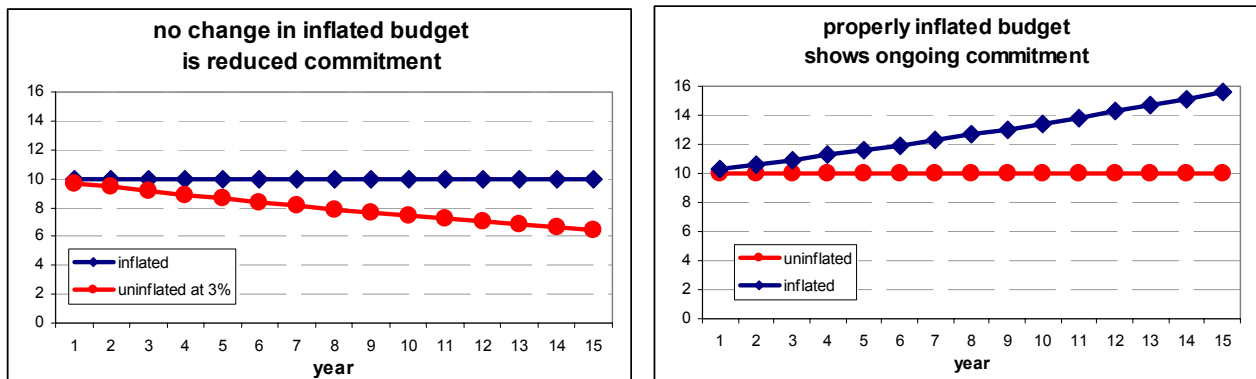 no change in inflated budget
is reduced commitment
16
14
12
10
8
6
4
2
0
inflated
uninflated at 3%
1 2 3 4 5 6 7 8 9 10 11 12 13 14 15
year
properly inflated budget
shows ongoing commitment
16
14
12
10
8
6
4
2
0
uninflated
inflated
1 2 3 4 5 6 7 8 9 10 11 12 13 14 15
year